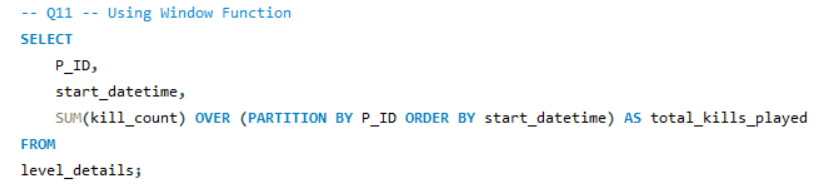 -- Q11 -- Using Window Function
SELECT
P_ID,
start_datetime,
SUM(kill_count) OVER (PARTITION BY P_ID ORDER BY start_datetime) AS total_kills_played
FROM
level_details;